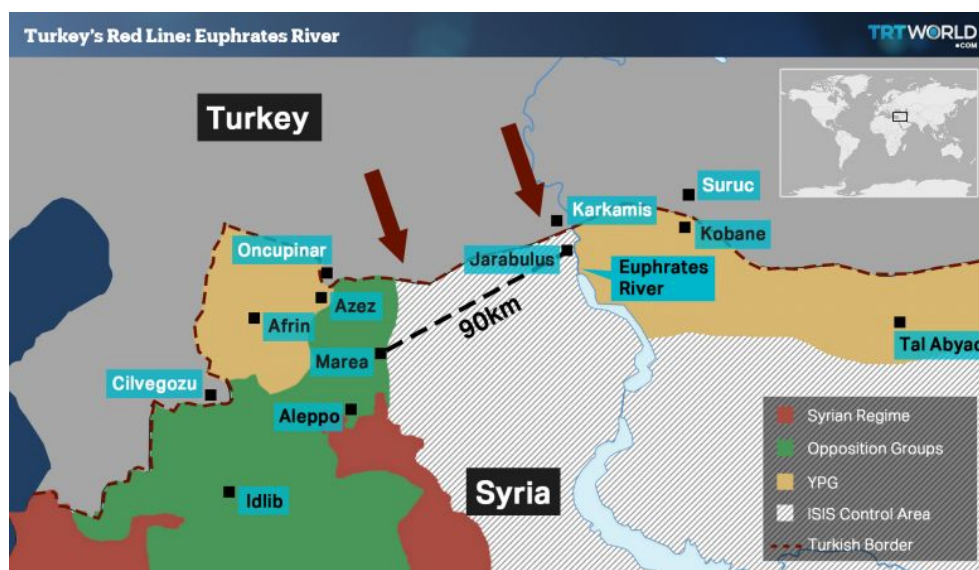 Turkey's Red Line: Euphrates River
TRTWORLD
.COM
Turkey
Suruc
Karkamis
Kobane
Oncupinar
Jarabulus
Euphrates
River
Azez
90km
Afrin
Marea
Tal Abyad
Cilvegozu
Aleppo
Syrian Regime
Opposition Groups
Syria
YPG
Idlib
ISIS Control Area
Turkish Border